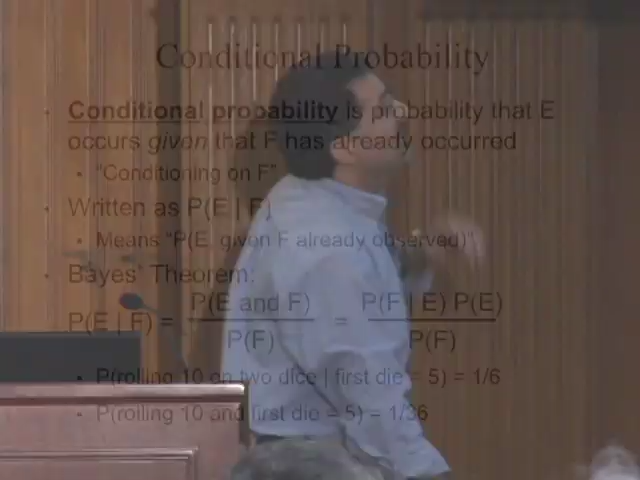 Conditional Probability
• Conditional probability is probability that E
occurs given that F has already occurred
• "Conditioning on F"
• Written as P(E | F)
• Means "P(E, given F already observed)"
• Bayes' Theorem:
P(E | F) = P(E and F) / P(F) = P(F | E) P(E) / P(F)
• P(rolling 10 on two dice | first die = 5) = 1/6
• P(rolling 10 and first die = 5) = 1/36